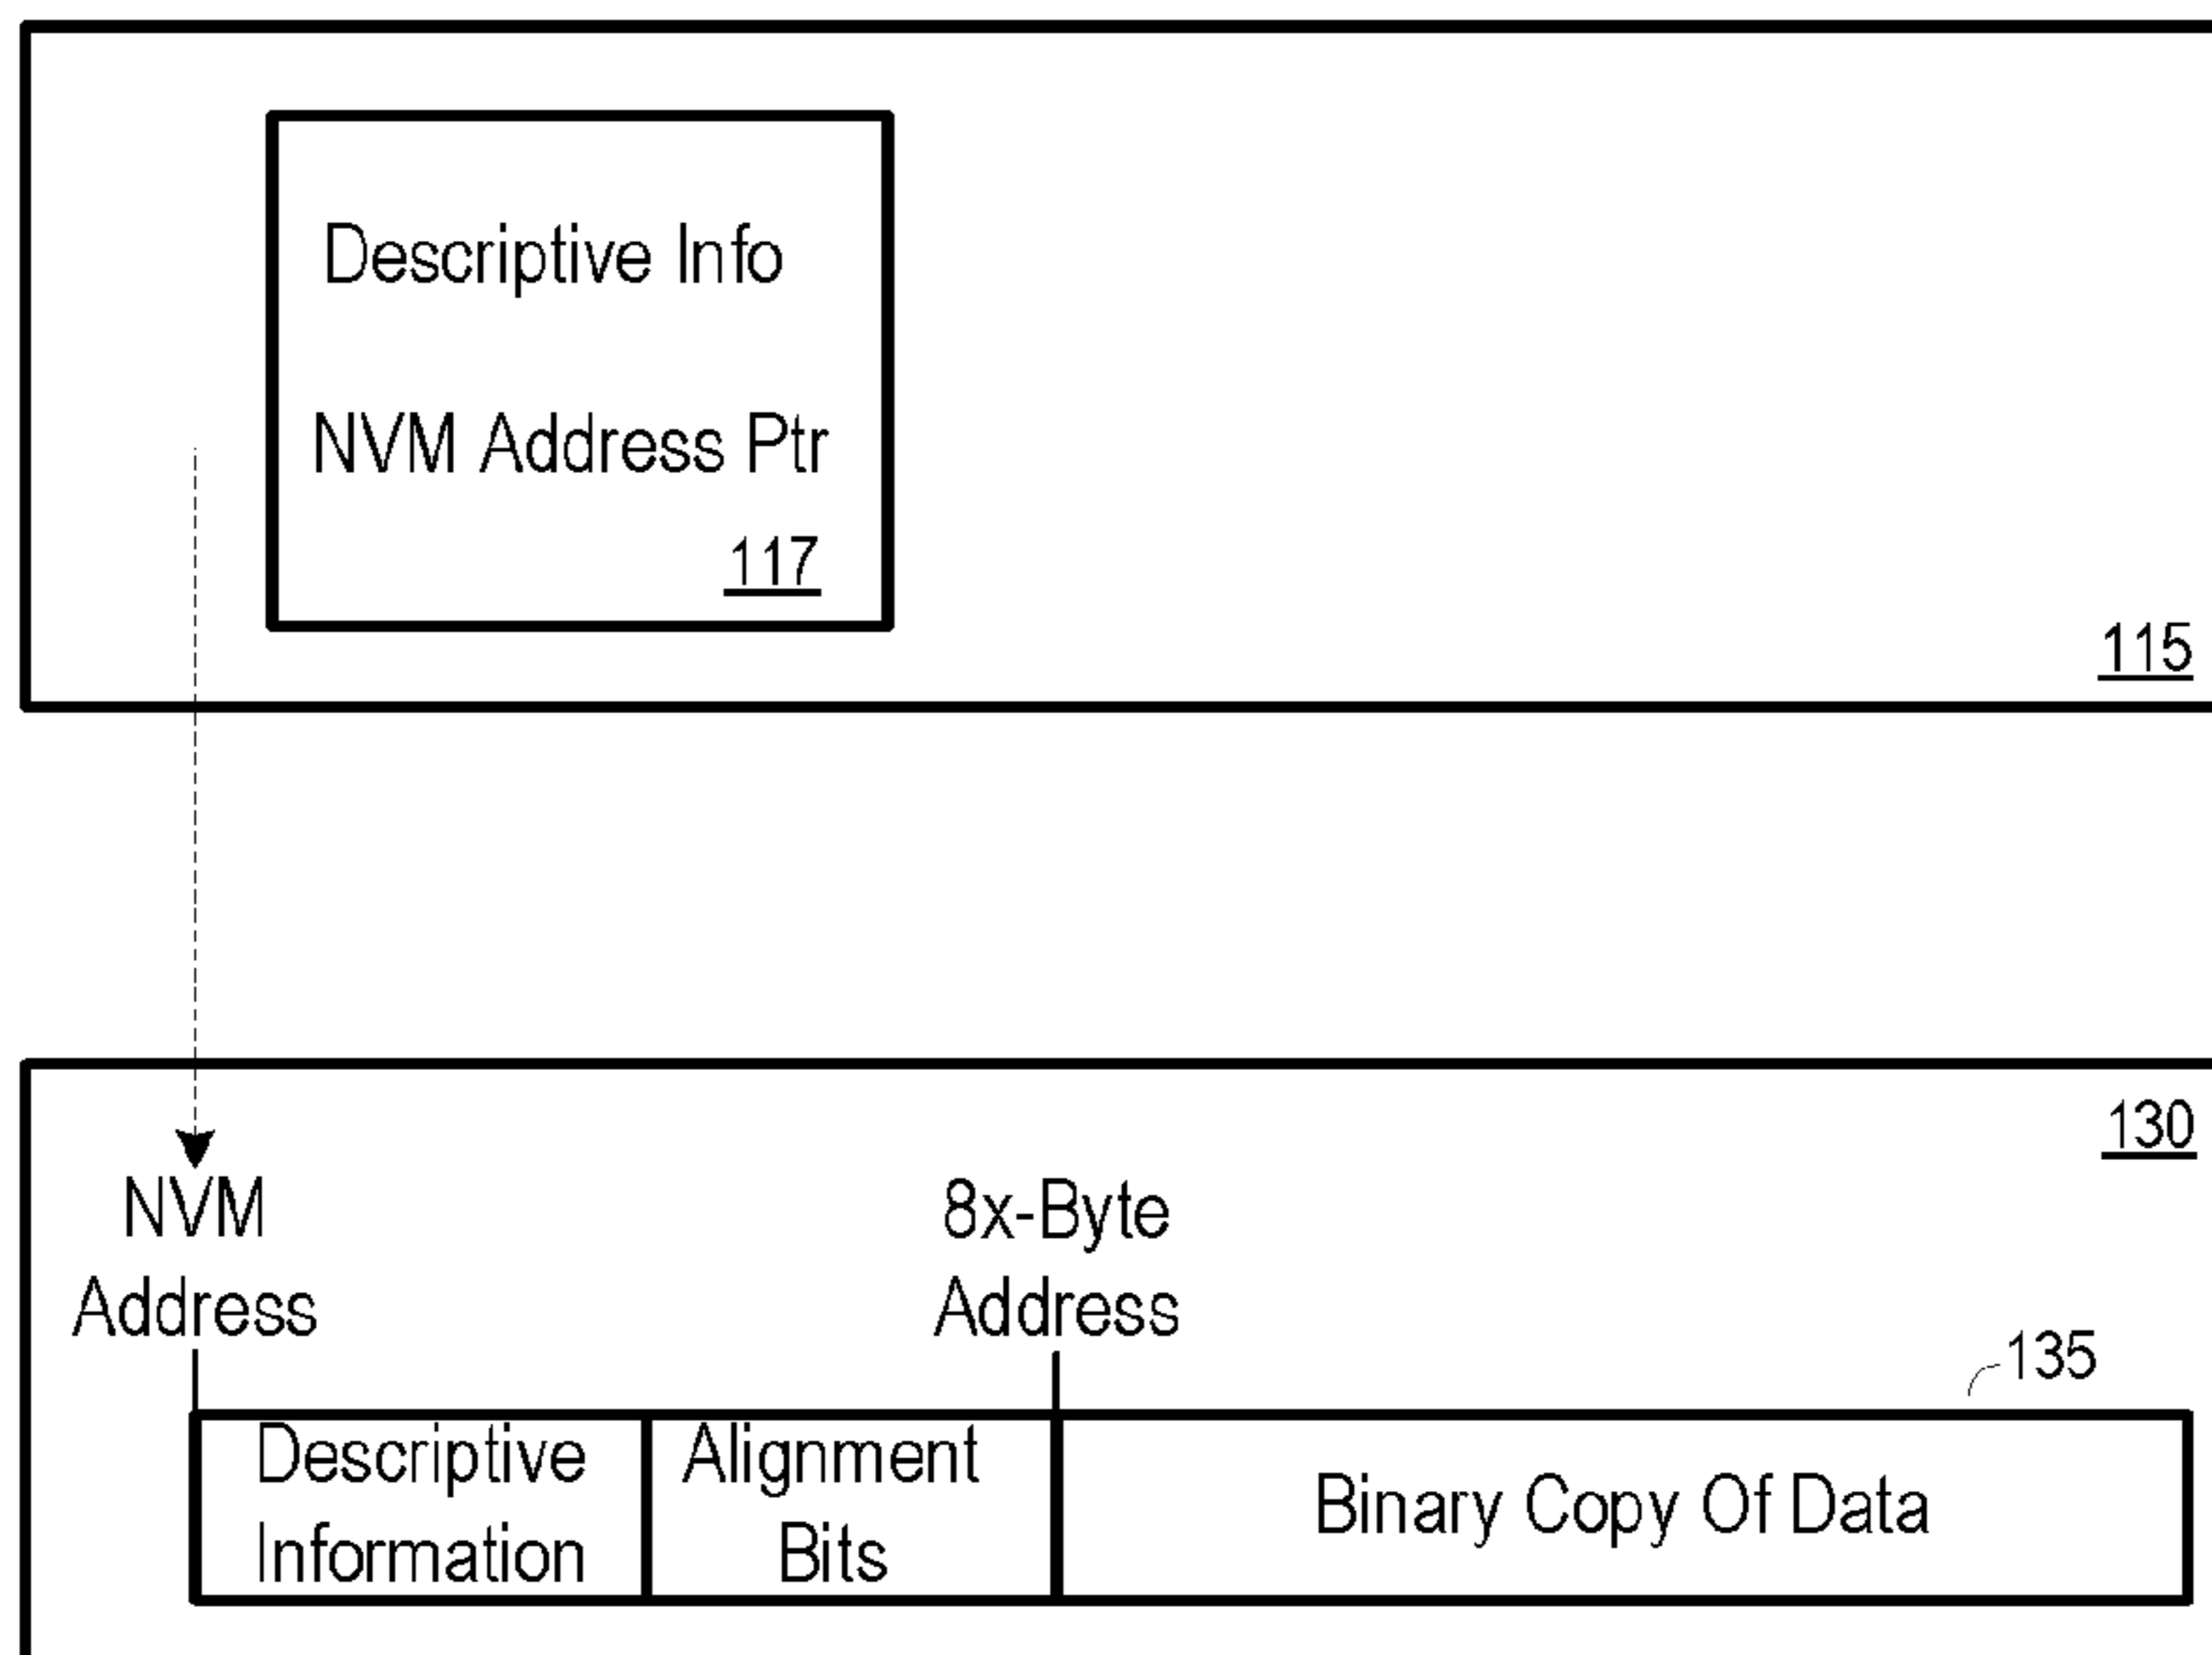 Descriptive Info
NVM Address Ptr
117
115
130
NVM
Address
8x-Byte
Address
135
Descriptive
Information
Alignment
Bits
Binary Copy Of Data